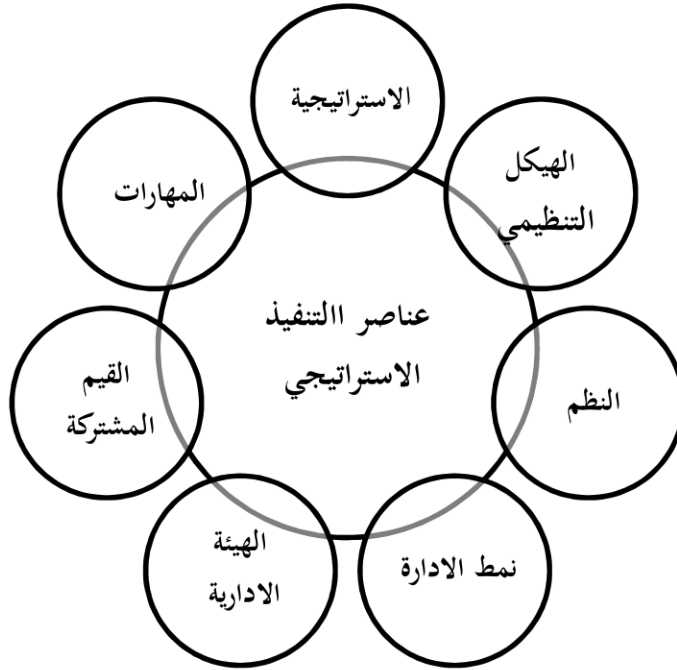 الاستراتيجية
الهيكل
التنظيمي
المهارات
عناصر االتنفيذ
الاستراتيجي
القيم
المشتركة
النظم
الهيئة
الادارية
نمط الادارة